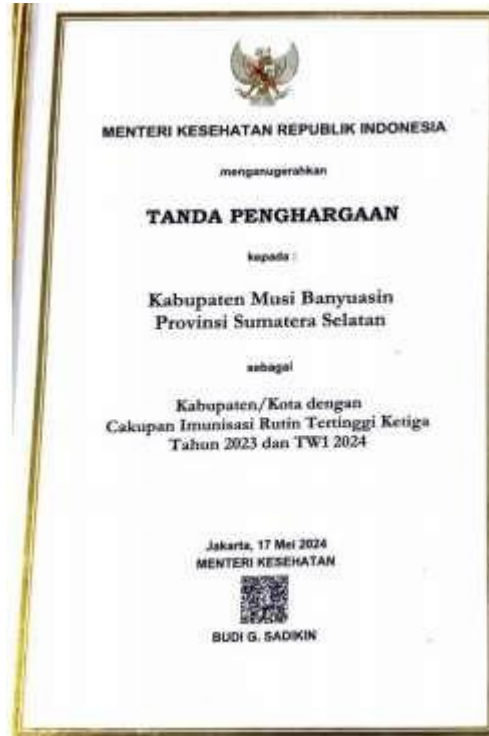 MENTERI KESEHATAN REPUBLIK INDONESIA
menganugerahkan
TANDA PENGHARGAAN
kepada :
Kabupaten Musi Banyuasin
Provinsi Sumatera Selatan
sebagai
Kabupaten/Kota dengan
Cakupan Imunisasi Rutin Tertinggi Ketiga
Tahun 2023 dan TW1 2024
Jakarta, 17 Mei 2024
MENTERI KESEHATAN
BUDI G. SADIKIN